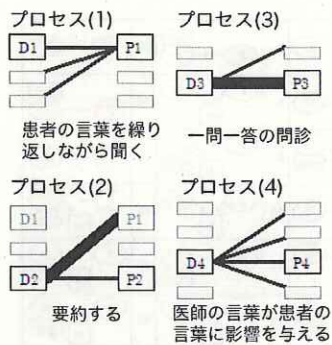 プロセス(1)
D1
P1
患者の言葉を繰り
返しながら聞く
プロセス(3)
D3
P3
一問一答の問診
プロセス(2)
D1
P1
D2
P2
要約する
プロセス(4)
D4
P4
医師の言葉が患者の
言葉に影響を与える